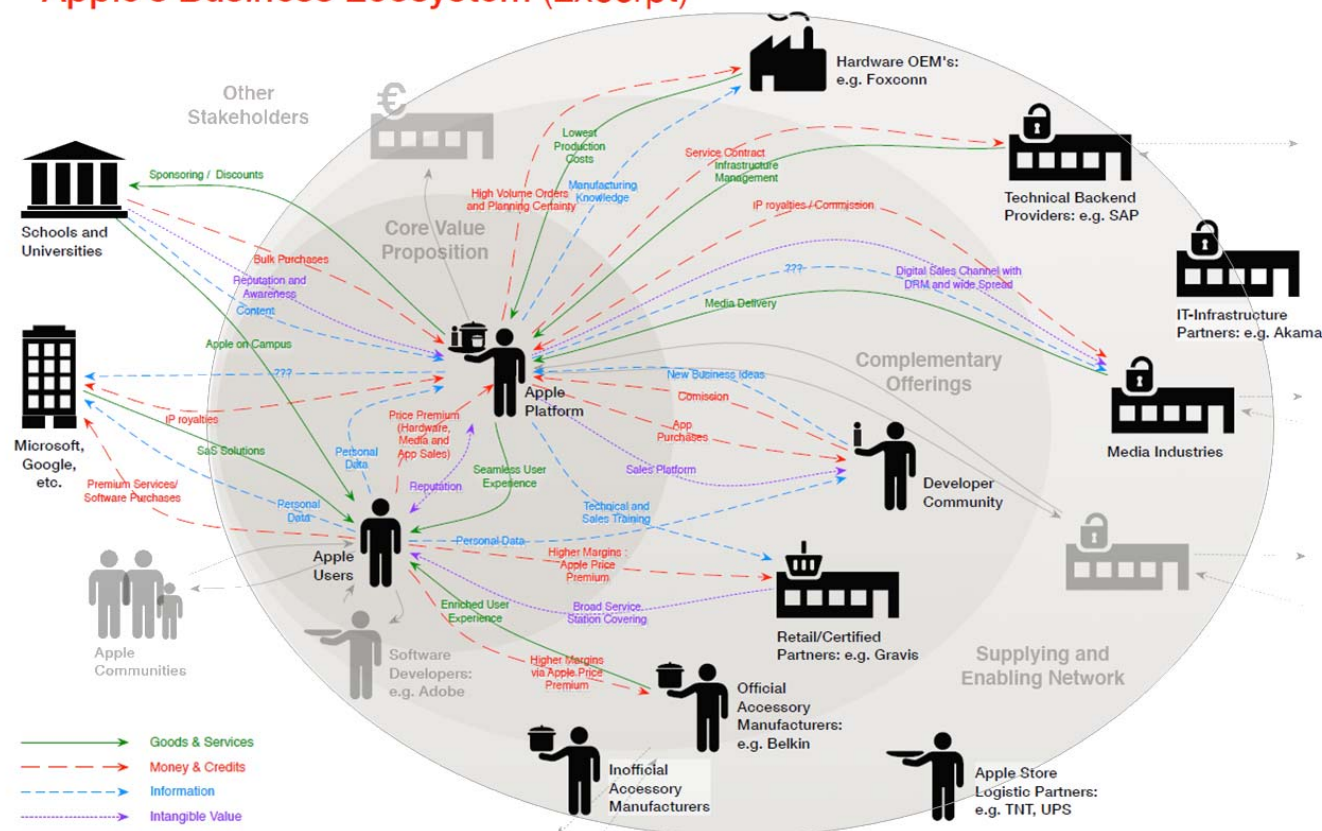 Apple's Business Ecosystem (Excerpt)
Other
Stakeholders
€
Hardware OEM's:
e.g. Foxconn
Lowest
Production
Costs
Service Contract
Infrastructure
Management
Technical Backend
Providers: e.g. SAP
Sponsoring / Discounts
High Volume Orders
and Planning Certainty
Manufacturing
Knowledge
IP royalties / Commission
Schools and
Universities
Core Value
Proposition
Bulk Purchases
Reputation and
Awareness
Content
???
Digital Sales Channel with
DRM and wide Spread
Media Delivery
IT-Infrastructure
Partners: e.g. Akama
Apple on Campus
Complementary
Offerings
???
New Business Ideas
Apple
Platform
Comission
IP royalties
Price Premium
(Hardware,
Media and
App Sales)
App
Purchases
Microsoft,
Google,
etc.
SaS Solutions
Personal
Data
Seamless User
Experience
Sales Platform
Developer
Community
Media Industries
Premium Services/
Software Purchases
Reputation
Personal
Data
Technical and
Sales Training
Apple
Users
Personal Data
Higher Margins :
Apple Price
Premium
Enriched User
Experience
Broad Service
Station Covering
Retail/Certified
Partners: e.g. Gravis
Apple
Communities
Software
Developers:
e.g. Adobe
Higher Margins
via Apple Price
Premium
Supplying and
Enabling Network
Official
Accessory
Manufacturers:
e.g. Belkin
Goods & Services
Money & Credits
Information
Intangible Value
Inofficial
Accessory
Manufacturers
Apple Store
Logistic Partners:
e.g. TNT, UPS